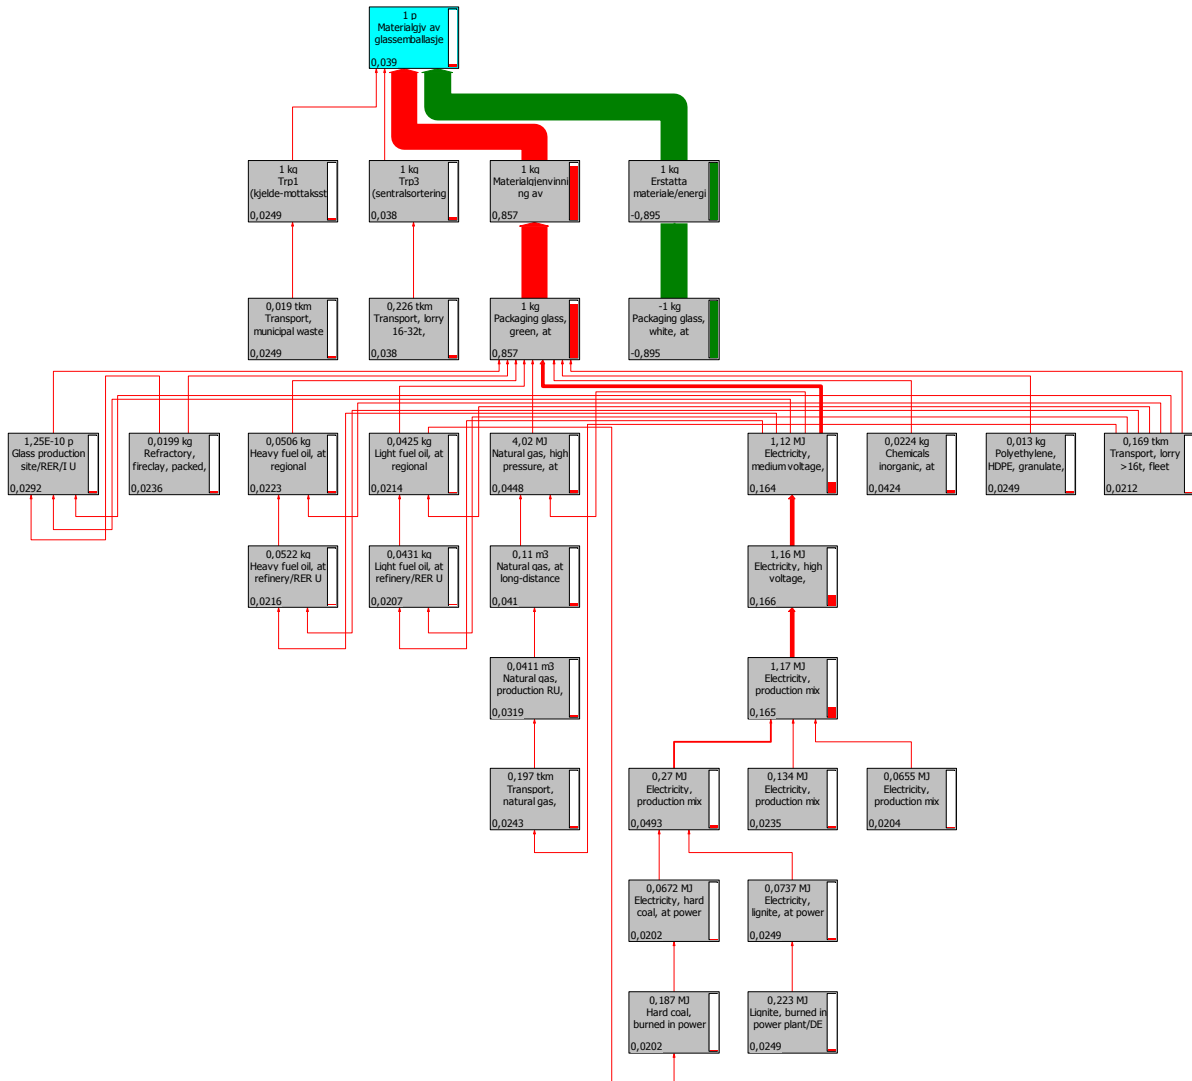 1 p
Materialgjv av
glassemballasje
0,039
1 kg
Trp1
(kjelde-mottaksst
0,0249
1 kg
Trp3
(sentralsortering
0,038
1 kg
Materialgjenvinni
ng av
0,857
1 kg
Erstatta
materiale/energi
-0,895
0,019 tkm
Transport,
municipal waste
0,0249
0,226 tkm
Transport, lorry
16-32t,
0,038
1 kg
Packaging glass,
green, at
0,857
-1 kg
Packaging glass,
white, at
-0,895
1,25E-10 p
Glass production
site/RER/I U
0,0292
0,0199 kg
Refractory,
fireclay, packed,
0,0236
0,0506 kg
Heavy fuel oil, at
regional
0,0223
0,0425 kg
Light fuel oil, at
regional
0,0214
4,02 MJ
Natural gas, high
pressure, at
0,0448
1,12 MJ
Electricity,
medium voltage,
0,164
0,0224 kg
Chemicals
inorganic, at
0,0424
0,013 kg
Polyethylene,
HDPE, granulate,
0,0249
0,169 tkm
Transport, lorry
>16t, fleet
0,0212
0,0522 kg
Heavy fuel oil, at
refinery/RER U
0,0216
0,0431 kg
Light fuel oil, at
refinery/RER U
0,0207
0,11 m3
Natural gas, at
long-distance
0,041
1,16 MJ
Electricity, high
voltage,
0,166
0,0411 m3
Natural gas,
production RU,
0,0319
1,17 MJ
Electricity,
production mix
0,165
0,197 tkm
Transport,
natural gas,
0,0243
0,27 MJ
Electricity,
production mix
0,0493
0,134 MJ
Electricity,
production mix
0,0235
0,0655 MJ
Electricity,
production mix
0,0204
0,0672 MJ
Electricity, hard
coal, at power
0,0202
0,0737 MJ
Electricity,
lignite, at power
0,0249
0,187 MJ
Hard coal,
burned in power
0,0202
0,223 MJ
Lignite, burned in
power plant/DE
0,0249